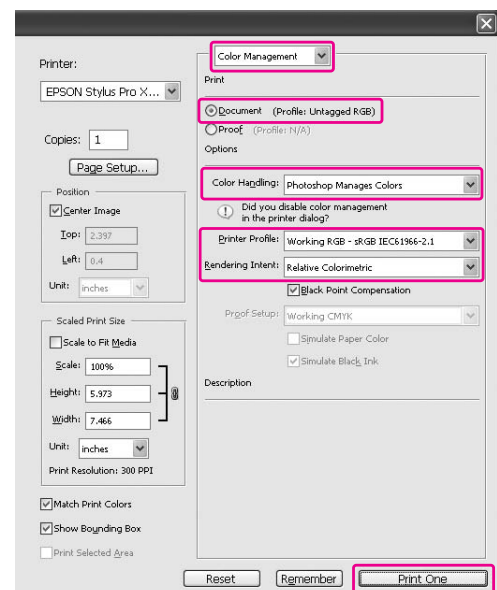 Printer:
EPSON Stylus Pro X...
Copies: 1
Page Setup...
Position
Center Image
Top: 2.397
Left: 0.4
Unit: inches
Scaled Print Size
Scale to Fit Media
Scale: 100%
Height: 5.973
Width: 7.466
Unit: inches
Print Resolution: 300 PPI
Match Print Colors
Show Bounding Box
Print Selected Area
Color Management
Print
Document (Profile: Untagged RGB)
Proof (Profile: N/A)
Options
Color Handling: Photoshop Manages Colors
Did you disable color management
in the printer dialog?
Printer Profile: Working RGB - sRGB IEC61966-2.1
Rendering Intent: Relative Colorimetric
Black Point Compensation
Proof Setup: Working CMYK
Simulate Paper Color
Simulate Black Ink
Description
Reset Remember Print One